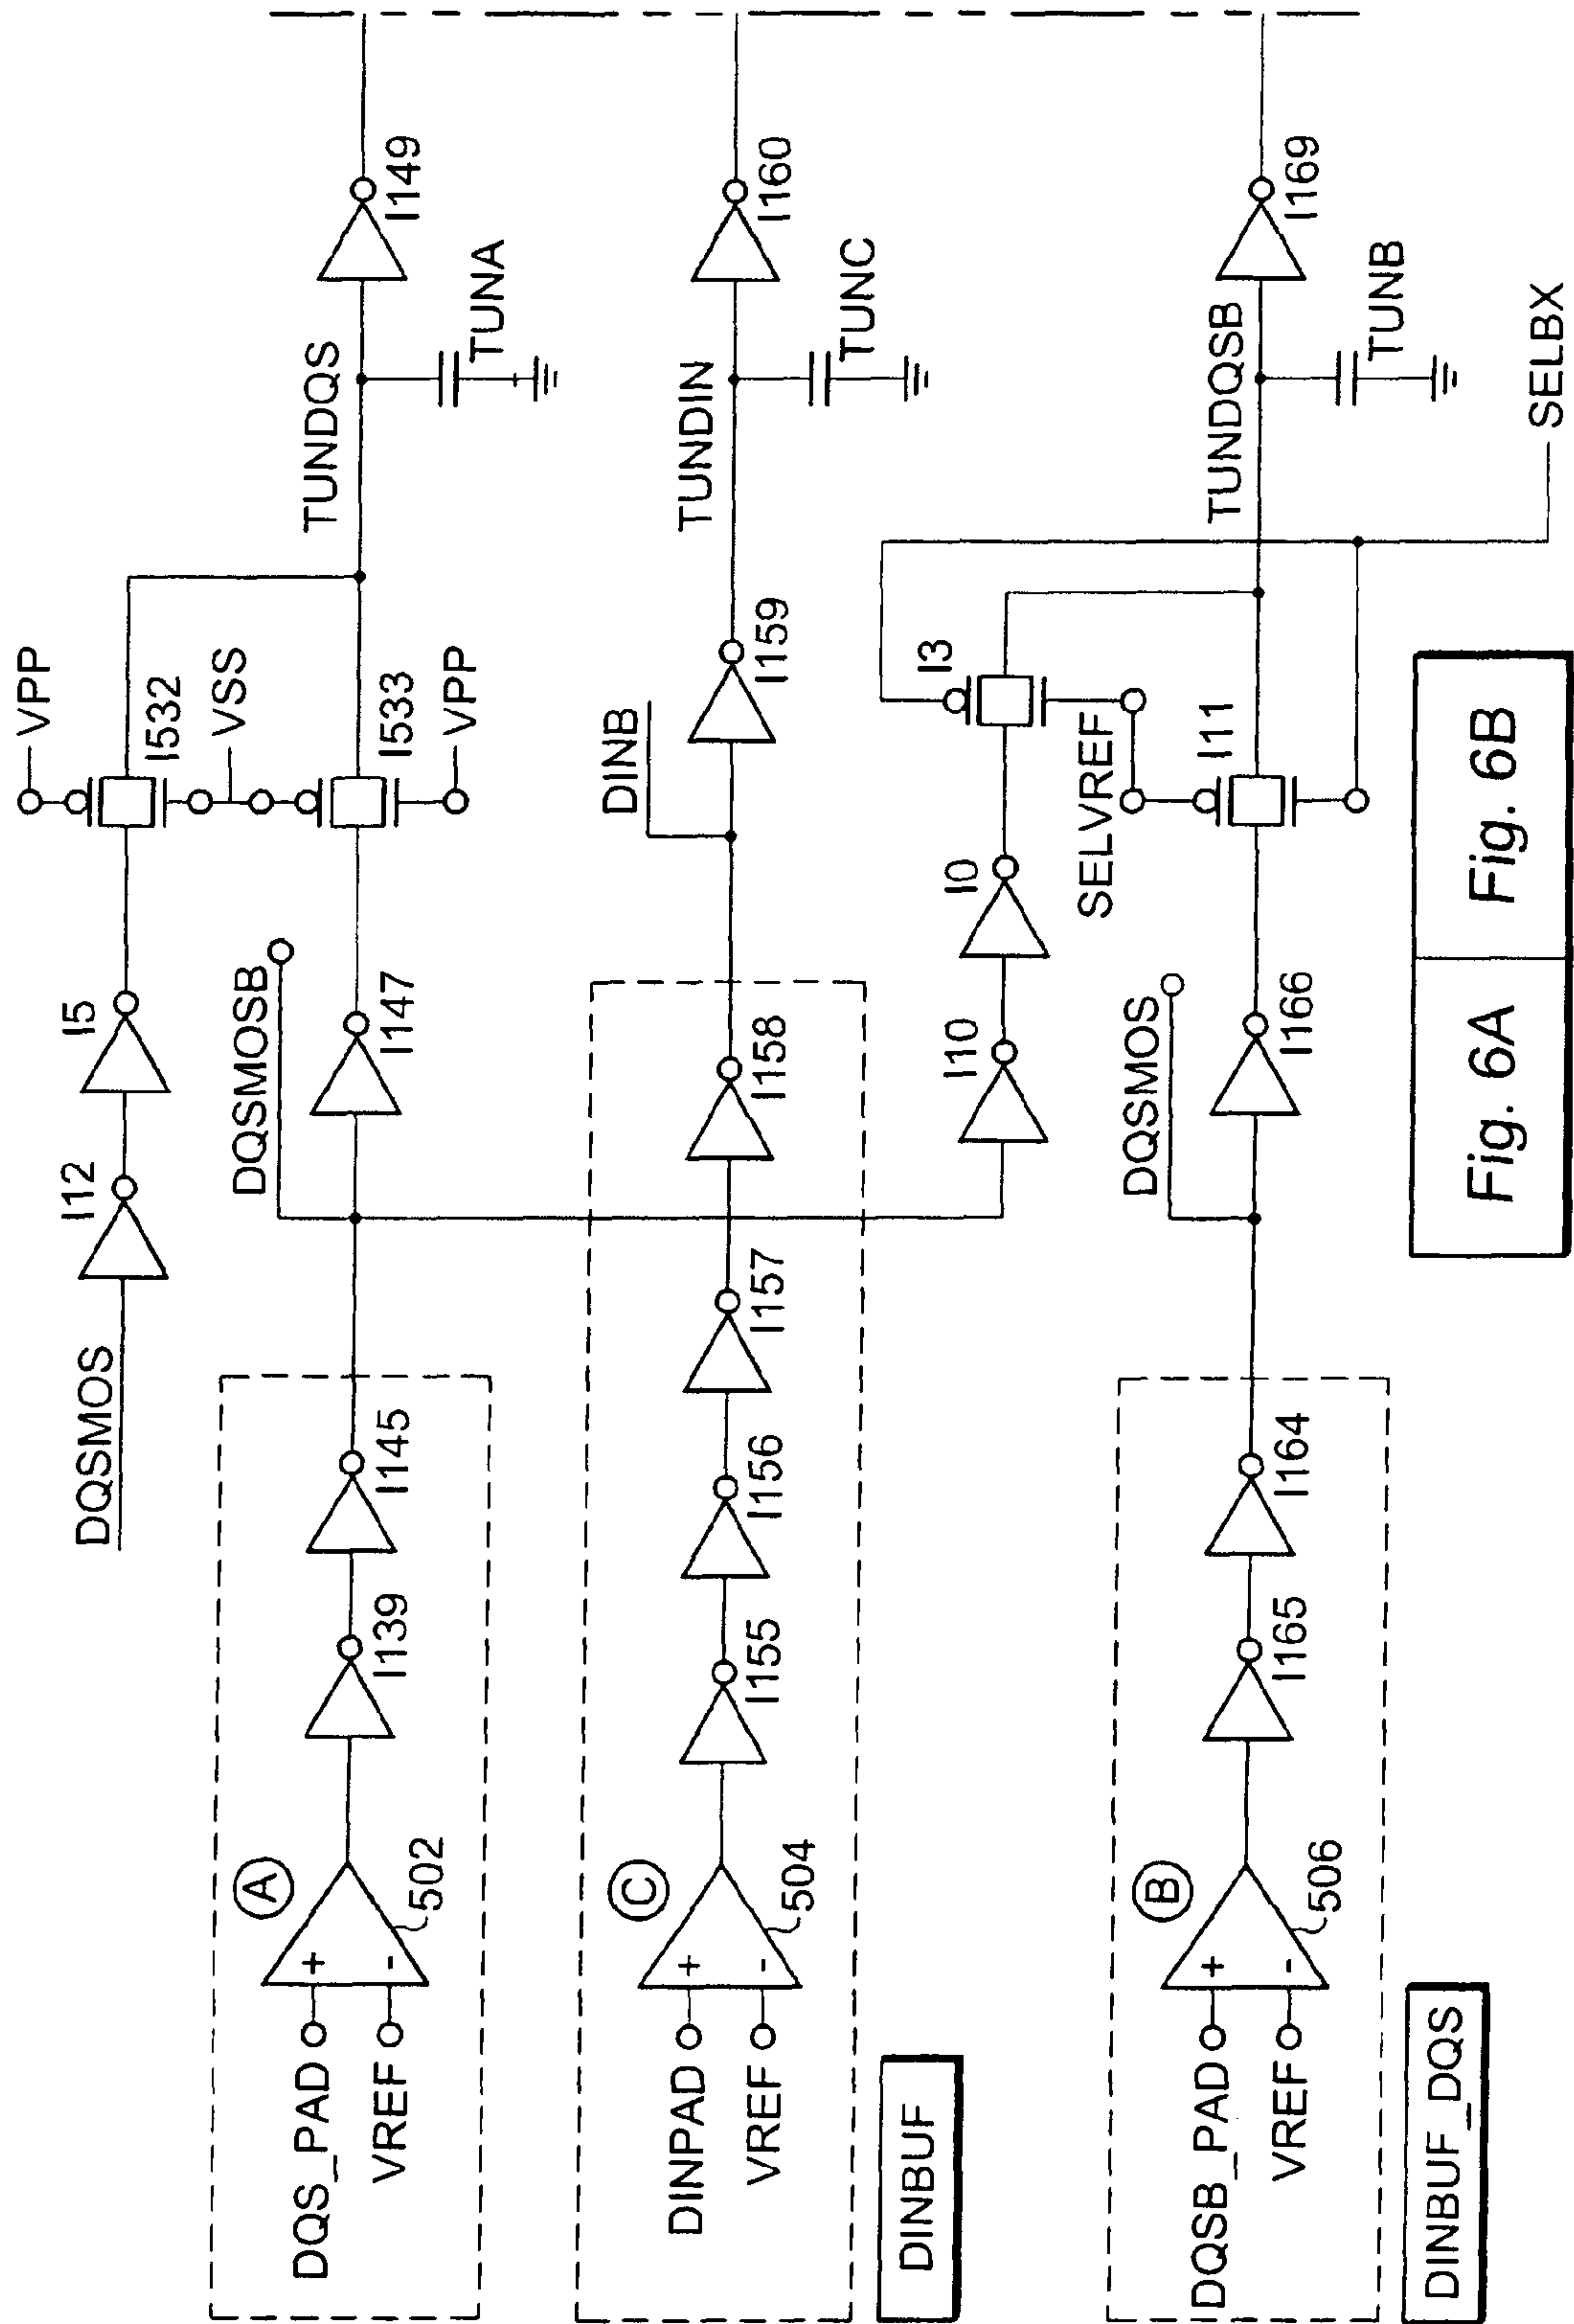 DQSMOS
I12
I5
VPP
I532
VSS
I533
VPP
DQS_PAD
VREF
+
-
A
502
I139
I145
DQSMOSB
I147
TUNDQS
TUNA
I149
DINPAD
VREF
+
-
C
504
I155
I156
I157
I158
DINB
I159
TUNDIN
TUNC
I160
DINBUF
I10
I0
I3
SELVREF
I11
DQSB_PAD
VREF
+
-
B
506
I165
I164
DQSMOS
I166
TUNDQSB
TUNB
I169
SELBX
DINBUF_DQS
Fig. 6A Fig. 6B